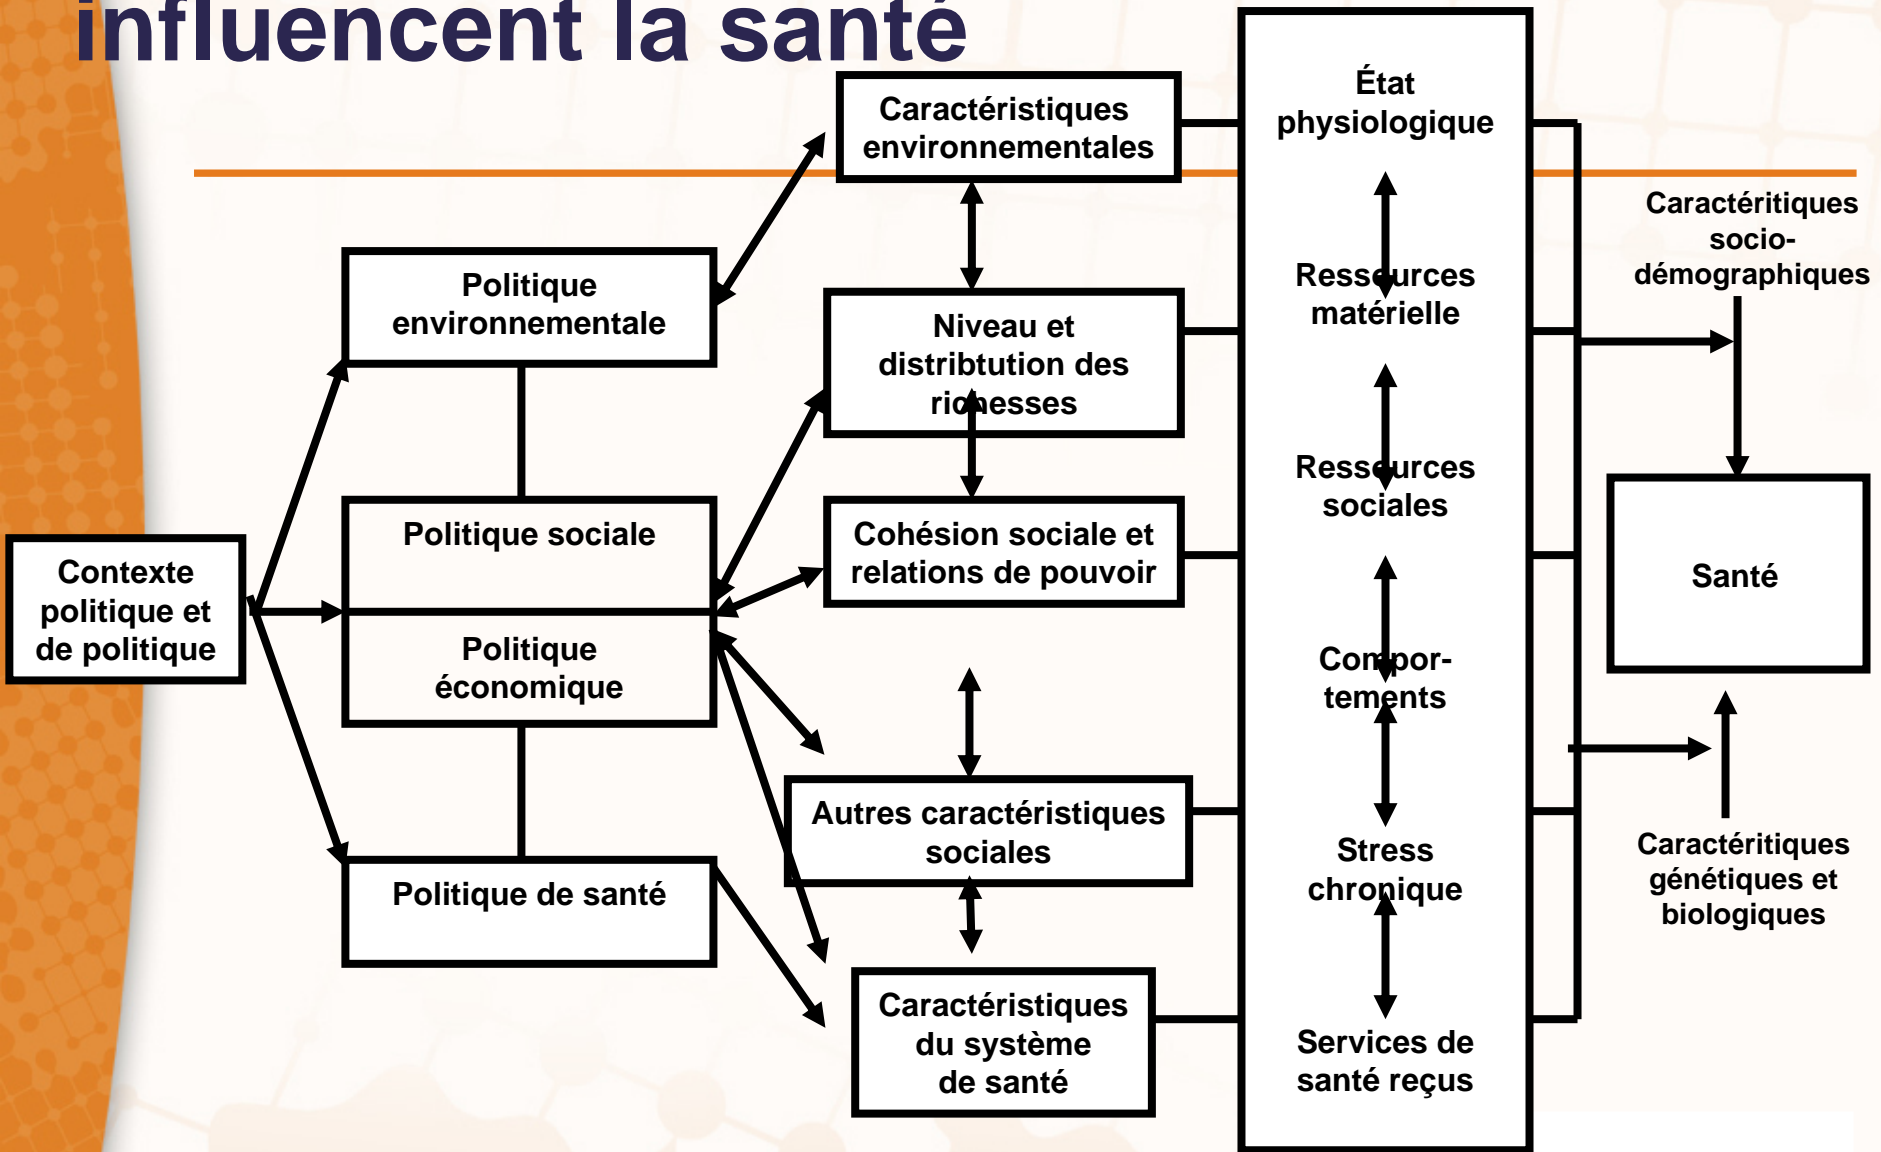 influencent la santé
Contexte
politique et
de politique
Politique
environnementale
Politique sociale
Politique
économique
Politique de santé
Caractéristiques
environnementales
Niveau et
distribtution des
richesses
Cohésion sociale et
relations de pouvoir
Autres caractéristiques
sociales
Caractéristiques
du système
de santé
État
physiologique
Ressources
matérielle
Ressources
sociales
Compor-
tements
Stress
chronique
Services de
santé reçus
Caractéritiques
socio-
démographiques
Santé
Caractéritiques
génétiques et
biologiques